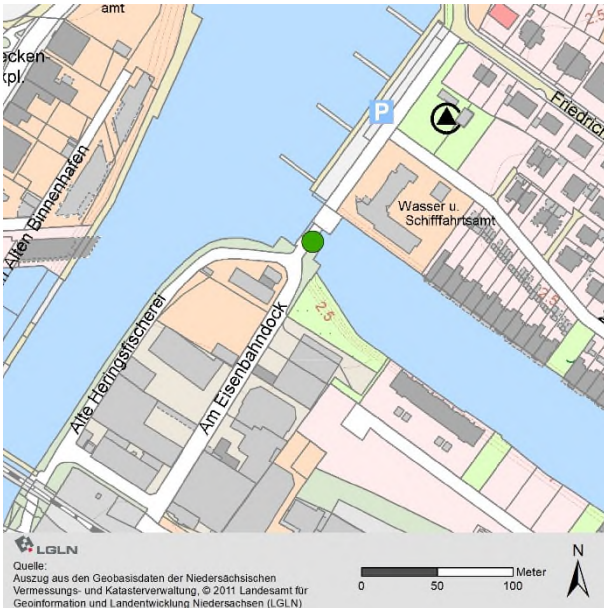 amt
ecken-
kpl.
P
2.5
Friedrich
Wasser u.
Schifffahrtsamt
n Alten Binnenhafen
2.5
2.5
Alte Heringsfischerei
Am Eisenbahndock
LGLN
Quelle:
Auszug aus den Geobasisdaten der Niedersächsischen
Vermessungs- und Katasterverwaltung, © 2011 Landesamt für
Geoinformation und Landentwicklung Niedersachsen (LGLN)
Meter
0 50 100
N